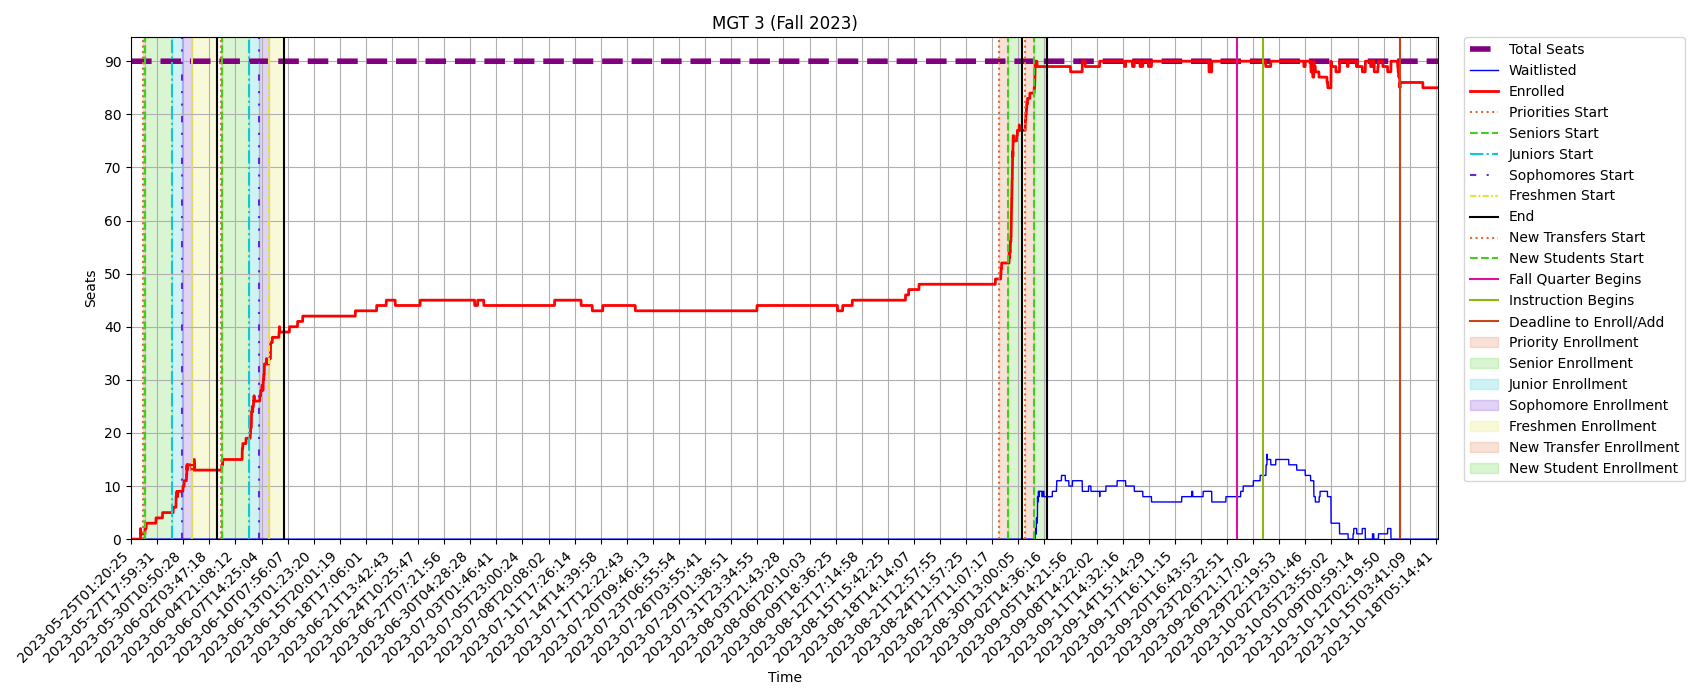 MGT 3 (Fall 2023)
Seats
90
80
70
60
50
40
30
20
10
0
2023-05-25T01:20:25
2023-05-27T17:59:31
2023-05-30T10:50:28
2023-06-02T03:47:18
2023-06-04T21:08:12
2023-06-07T14:25:04
2023-06-10T07:56:07
2023-06-13T01:23:20
2023-06-15T20:01:19
2023-06-18T17:06:01
2023-06-21T13:42:43
2023-06-24T10:25:47
2023-06-27T07:21:56
2023-06-30T04:28:28
2023-07-03T01:46:41
2023-07-05T23:00:24
2023-07-08T20:08:02
2023-07-11T17:26:14
2023-07-14T14:39:58
2023-07-17T12:22:43
2023-07-20T09:46:13
2023-07-23T06:55:54
2023-07-26T03:55:41
2023-07-29T01:38:51
2023-07-31T23:34:55
2023-08-03T21:43:28
2023-08-06T20:10:03
2023-08-09T18:36:25
2023-08-12T17:14:58
2023-08-15T15:42:25
2023-08-18T14:14:07
2023-08-21T12:57:55
2023-08-24T11:57:25
2023-08-27T11:07:17
2023-08-30T13:00:05
2023-09-02T14:36:16
2023-09-05T14:21:56
2023-09-08T14:22:02
2023-09-11T14:32:16
2023-09-14T15:14:29
2023-09-17T16:11:15
2023-09-20T16:43:52
2023-09-23T20:32:51
2023-09-26T21:17:02
2023-09-29T22:19:53
2023-10-02T23:01:46
2023-10-05T23:55:02
2023-10-09T00:59:14
2023-10-12T02:19:50
2023-10-15T03:41:09
2023-10-18T05:14:41
Time
Total Seats
Waitlisted
Enrolled
Priorities Start
Seniors Start
Juniors Start
Sophomores Start
Freshmen Start
End
New Transfers Start
New Students Start
Fall Quarter Begins
Instruction Begins
Deadline to Enroll/Add
Priority Enrollment
Senior Enrollment
Junior Enrollment
Sophomore Enrollment
Freshmen Enrollment
New Transfer Enrollment
New Student Enrollment